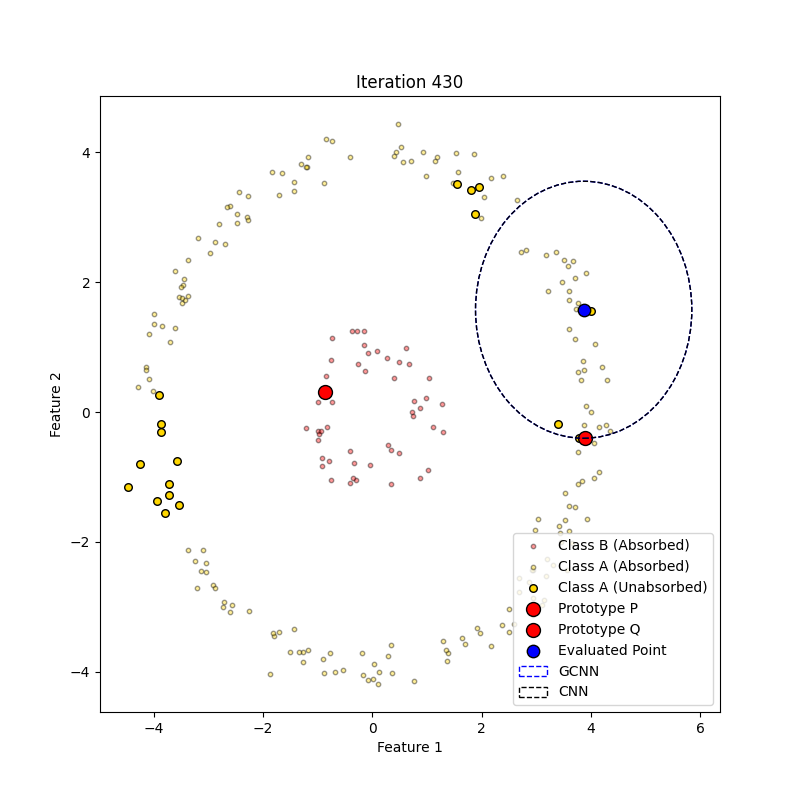 Iteration 430
4
2
0
−2
−4
Feature 2
−4
−2
0
2
4
6
Feature 1
Class B (Absorbed)
Class A (Absorbed)
Class A (Unabsorbed)
Prototype P
Prototype Q
Evaluated Point
GCNN
CNN